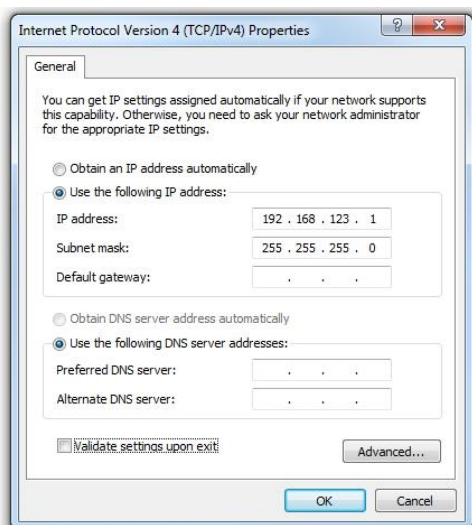 Internet Protocol Version 4 (TCP/IPv4) Properties
General
You can get IP settings assigned automatically if your network supports
this capability. Otherwise, you need to ask your network administrator
for the appropriate IP settings.
Obtain an IP address automatically
Use the following IP address:
IP address: 192 . 168 . 123 . 1
Subnet mask: 255 . 255 . 255 . 0
Default gateway: . . .
Obtain DNS server address automatically
Use the following DNS server addresses:
Preferred DNS server: . . .
Alternate DNS server: . . .
Validate settings upon exit
Advanced...
OK Cancel